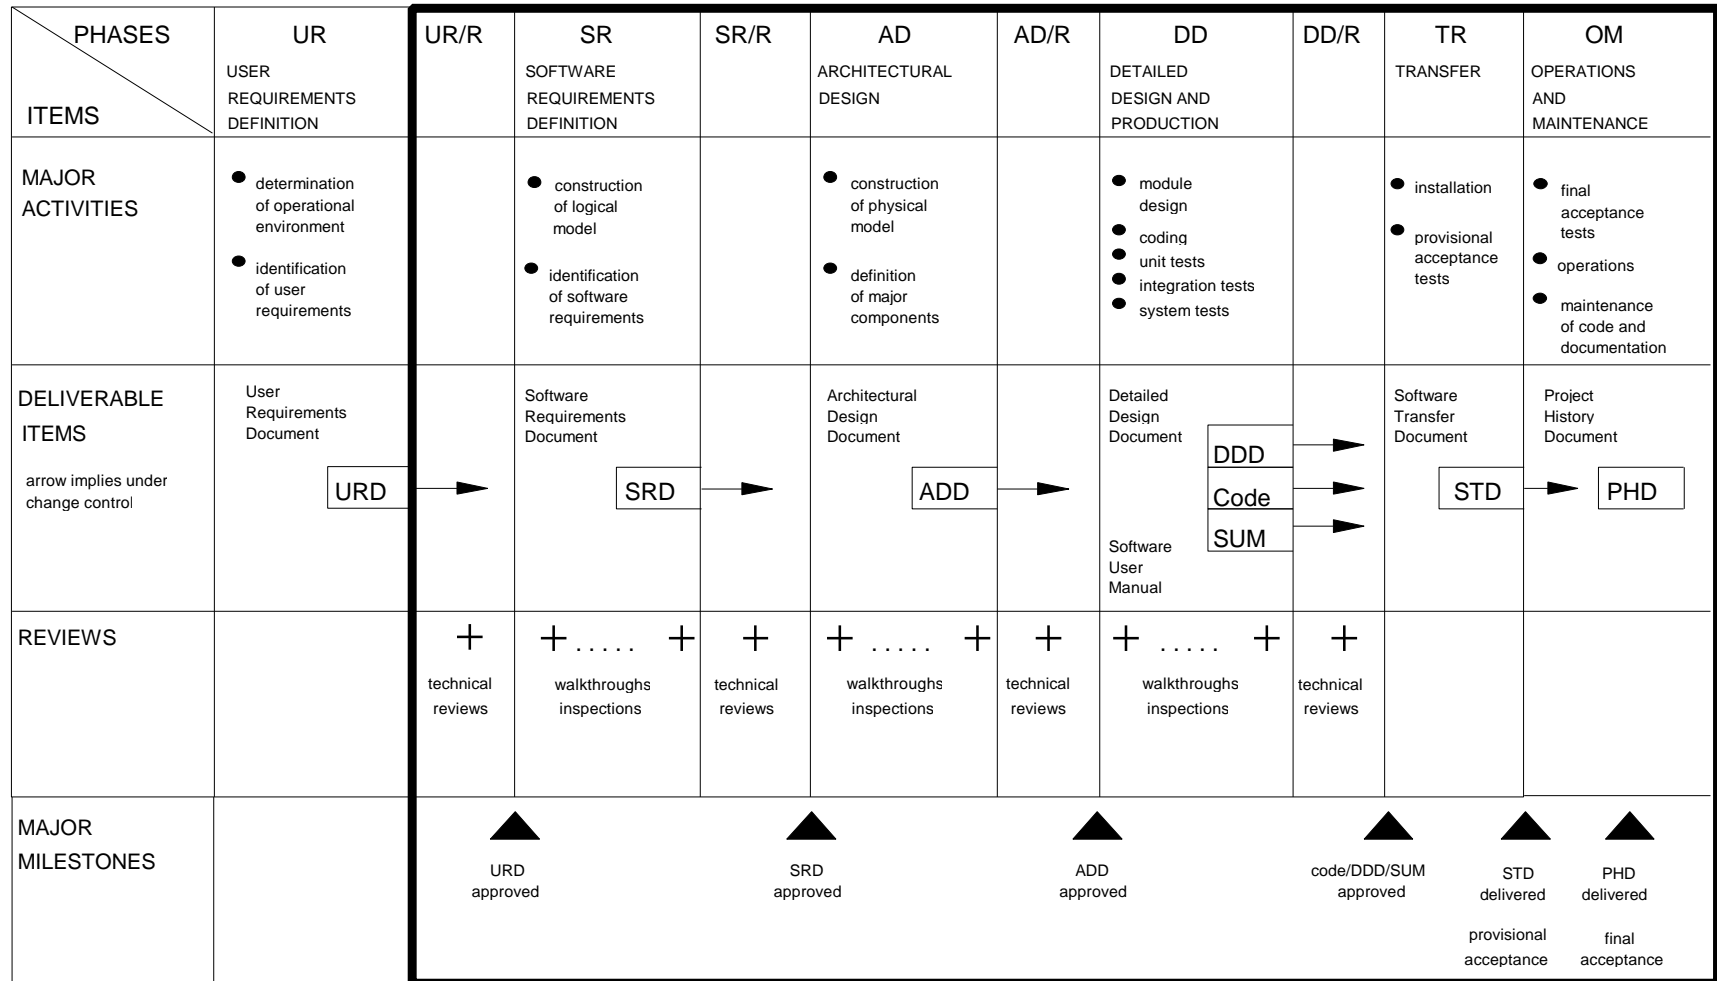 PHASES
ITEMS
UR
USER
REQUIREMENTS
DEFINITION
UR/R
SR
SOFTWARE
REQUIREMENTS
DEFINITION
SR/R
AD
ARCHITECTURAL
DESIGN
AD/R
DD
DETAILED
DESIGN AND
PRODUCTION
DD/R
TR
TRANSFER
OM
OPERATIONS
AND
MAINTENANCE
MAJOR
ACTIVITIES
● determination
of operational
environment
● identification
of user
requirements
● construction
of logical
model
● identification
of software
requirements
● construction
of physical
model
● definition
of major
components
● module
design
● coding
● unit tests
● integration tests
● system tests
● installation
● provisional
acceptance
tests
● final
acceptance
tests
● operations
● maintenance
of code and
documentation
DELIVERABLE
ITEMS
arrow implies under
change control
User
Requirements
Document
URD
Software
Requirements
Document
SRD
Architectural
Design
Document
ADD
Detailed
Design
Document
DDD
Code
SUM
Software
User
Manual
Software
Transfer
Document
STD
Project
History
Document
PHD
REVIEWS
+
technical
reviews
+ ..... +
walkthroughs
inspections
+
technical
reviews
+ ..... +
walkthroughs
inspections
+
technical
reviews
+ ..... +
walkthroughs
inspections
+
technical
reviews
MAJOR
MILESTONES
URD
approved
SRD
approved
ADD
approved
code/DDD/SUM
approved
STD
delivered
provisional
acceptance
PHD
delivered
final
acceptance